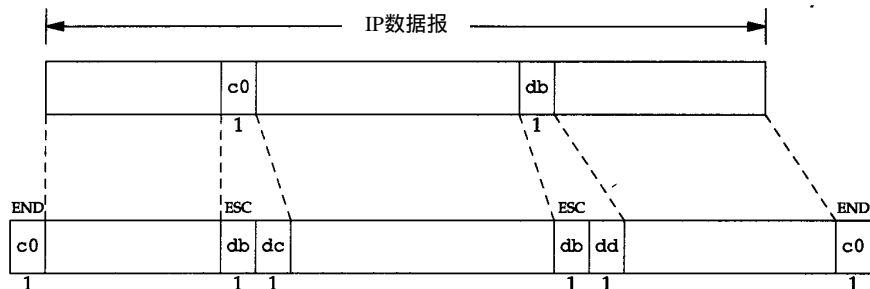 IP数据报
c0 db
1 1
END ESC ESC END
c0 db dc db dd c0
1 1 1 1 1 1